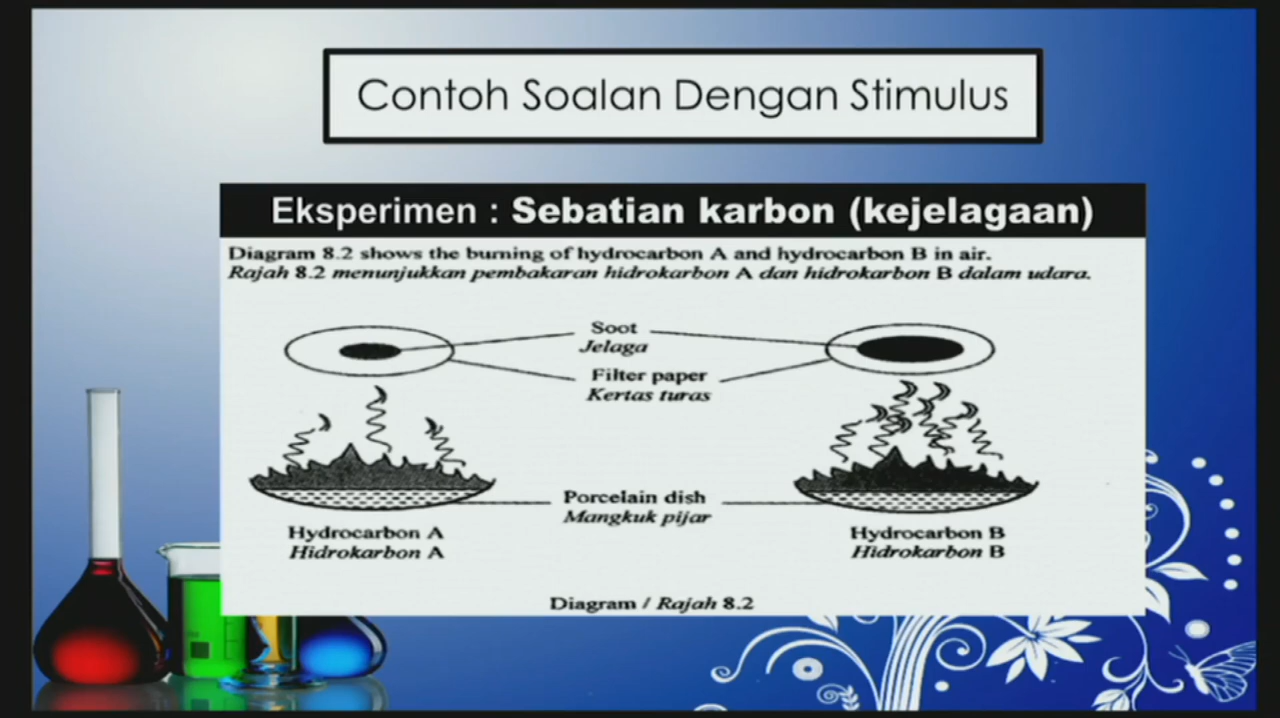 Contoh Soalan Dengan Stimulus
Eksperimen : Sebatian karbon (kejelagaan)
Diagram 8.2 shows the burning of hydrocarbon A and hydrocarbon B in air.
Rajah 8.2 menunjukkan pembakaran hidrokarbon A dan hidrokarbon B dalam udara.
Soot
Jelaga
Filter paper
Kertas turas
Porcelain dish
Mangkuk pijar
Hydrocarbon A
Hidrokarbon A
Hydrocarbon B
Hidrokarbon B
Diagram / Rajah 8.2